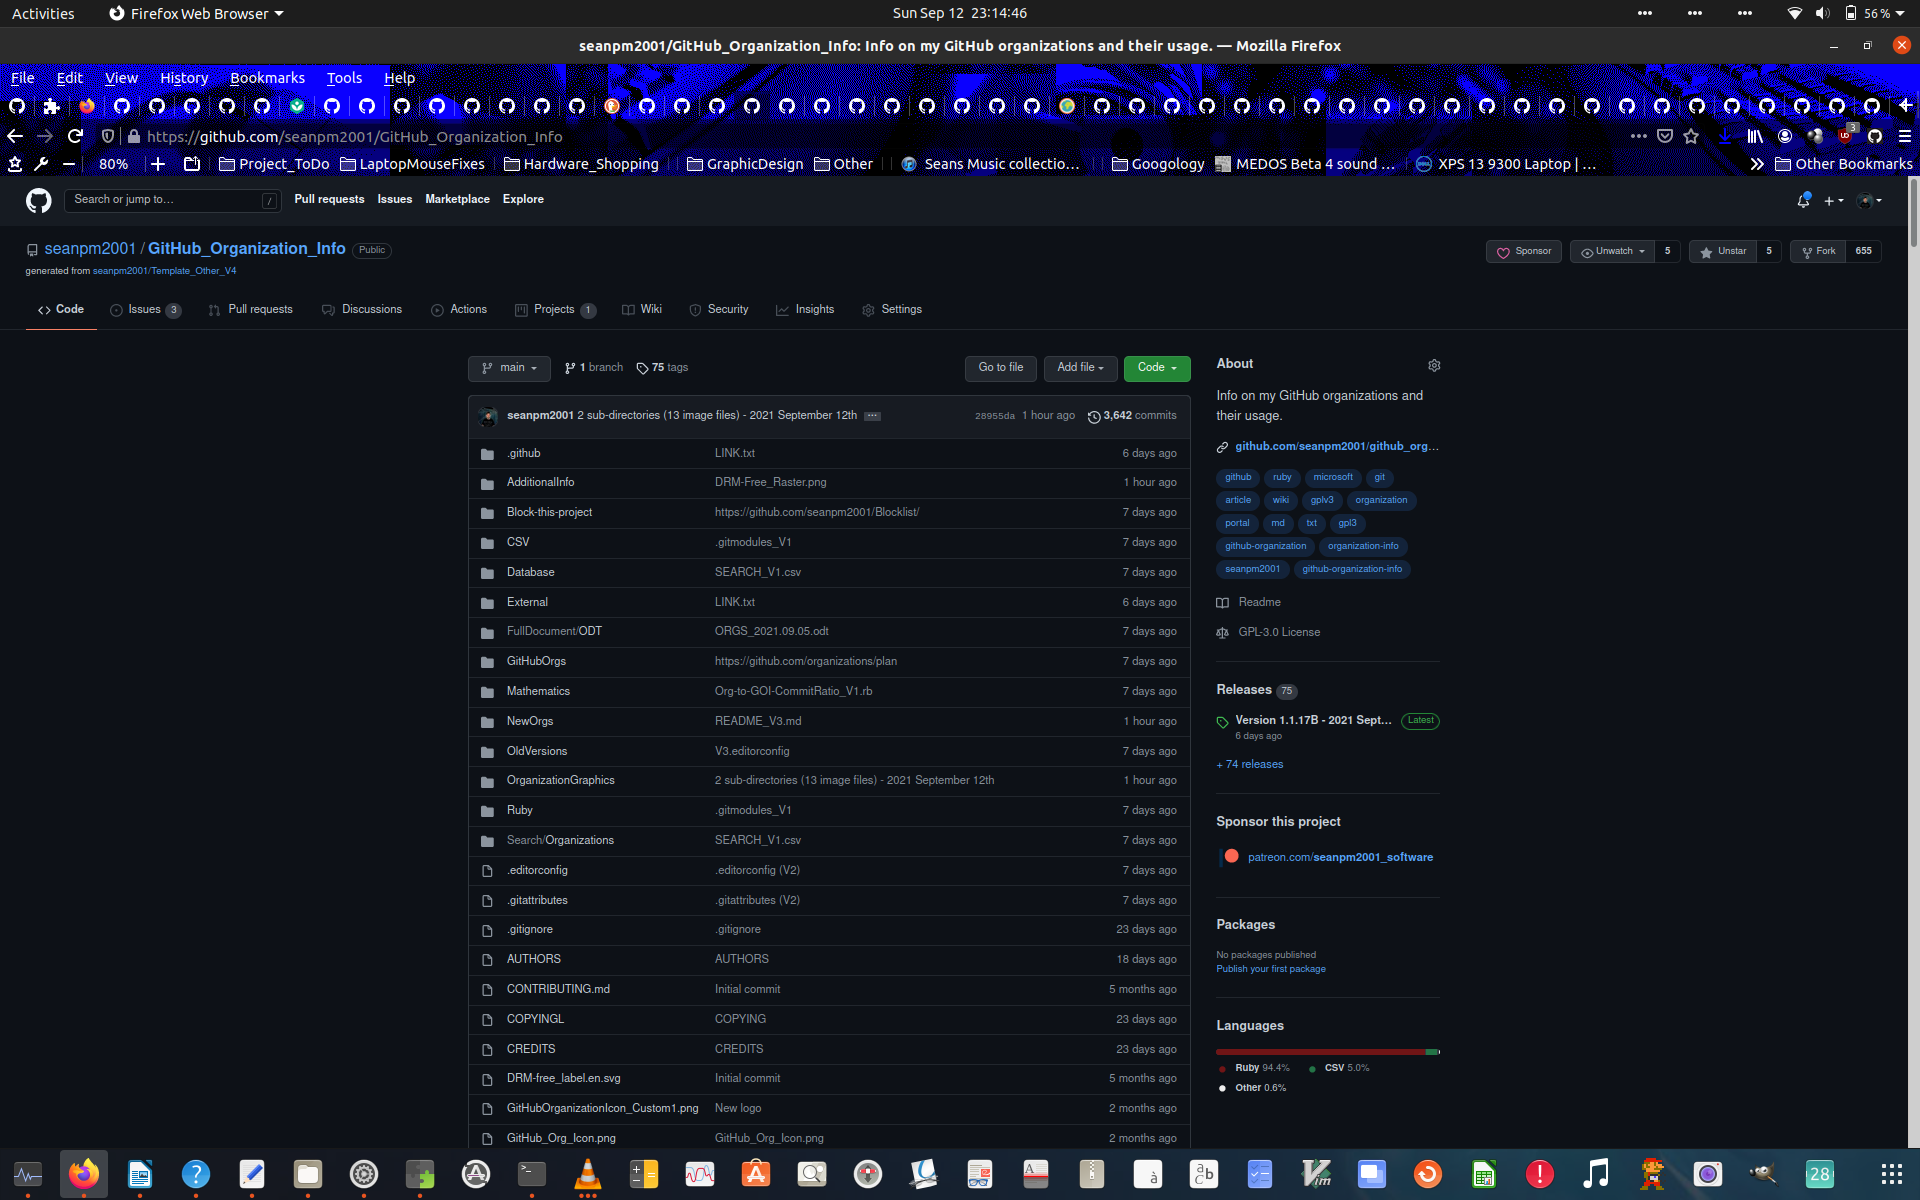 Activities Firefox Web Browser Sun Sep 12 23:14:46 56 %
seanpm2001/GitHub_Organization_Info: Info on my GitHub organizations and their usage. — Mozilla Firefox
File Edit View History Bookmarks Tools Help
https://github.com/seanpm2001/GitHub_Organization_Info 3
80% Project_ToDo LaptopMouseFixes Hardware_Shopping GraphicDesign Other Seans Music collectio… Googology MEDOS Beta 4 sound … XPS 13 9300 Laptop | … Other Bookmarks
Search or jump to… / Pull requests Issues Marketplace Explore
seanpm2001 / GitHub_Organization_Info Public Sponsor Unwatch 5 Unstar 5 Fork 655
generated from seanpm2001/Template_Other_V4
Code Issues 3 Pull requests Discussions Actions Projects 1 Wiki Security Insights Settings
main 1 branch 75 tags Go to file Add file Code
seanpm2001 2 sub-directories (13 image files) - 2021 September 12th … 28955da 1 hour ago 3,642 commits
.github LINK.txt 6 days ago
AdditionalInfo DRM-Free_Raster.png 1 hour ago
Block-this-project https://github.com/seanpm2001/Blocklist/ 7 days ago
CSV .gitmodules_V1 7 days ago
Database SEARCH_V1.csv 7 days ago
External LINK.txt 6 days ago
FullDocument/ODT ORGS_2021.09.05.odt 7 days ago
GitHubOrgs https://github.com/organizations/plan 7 days ago
Mathematics Org-to-GOI-CommitRatio_V1.rb 7 days ago
NewOrgs README_V3.md 1 hour ago
OldVersions V3.editorconfig 7 days ago
OrganizationGraphics 2 sub-directories (13 image files) - 2021 September 12th 1 hour ago
Ruby .gitmodules_V1 7 days ago
Search/Organizations SEARCH_V1.csv 7 days ago
.editorconfig .editorconfig (V2) 7 days ago
.gitattributes .gitattributes (V2) 7 days ago
.gitignore .gitignore 23 days ago
AUTHORS AUTHORS 18 days ago
CONTRIBUTING.md Initial commit 5 months ago
COPYINGL COPYING 23 days ago
CREDITS CREDITS 23 days ago
DRM-free_label.en.svg Initial commit 5 months ago
GitHubOrganizationIcon_Custom1.png New logo 2 months ago
GitHub_Org_Icon.png GitHub_Org_Icon.png 2 months ago
About
Info on my GitHub organizations and
their usage.
github.com/seanpm2001/github_org…
github ruby microsoft git
article wiki gplv3 organization
portal md txt gpl3
github-organization organization-info
seanpm2001 github-organization-info
Readme
GPL-3.0 License
Releases 75
Version 1.1.17B - 2021 Sept… Latest
6 days ago
+ 74 releases
Sponsor this project
patreon.com/seanpm2001_software
Packages
No packages published
Publish your first package
Languages
Ruby 94.4% CSV 5.0%
Other 0.6%
28